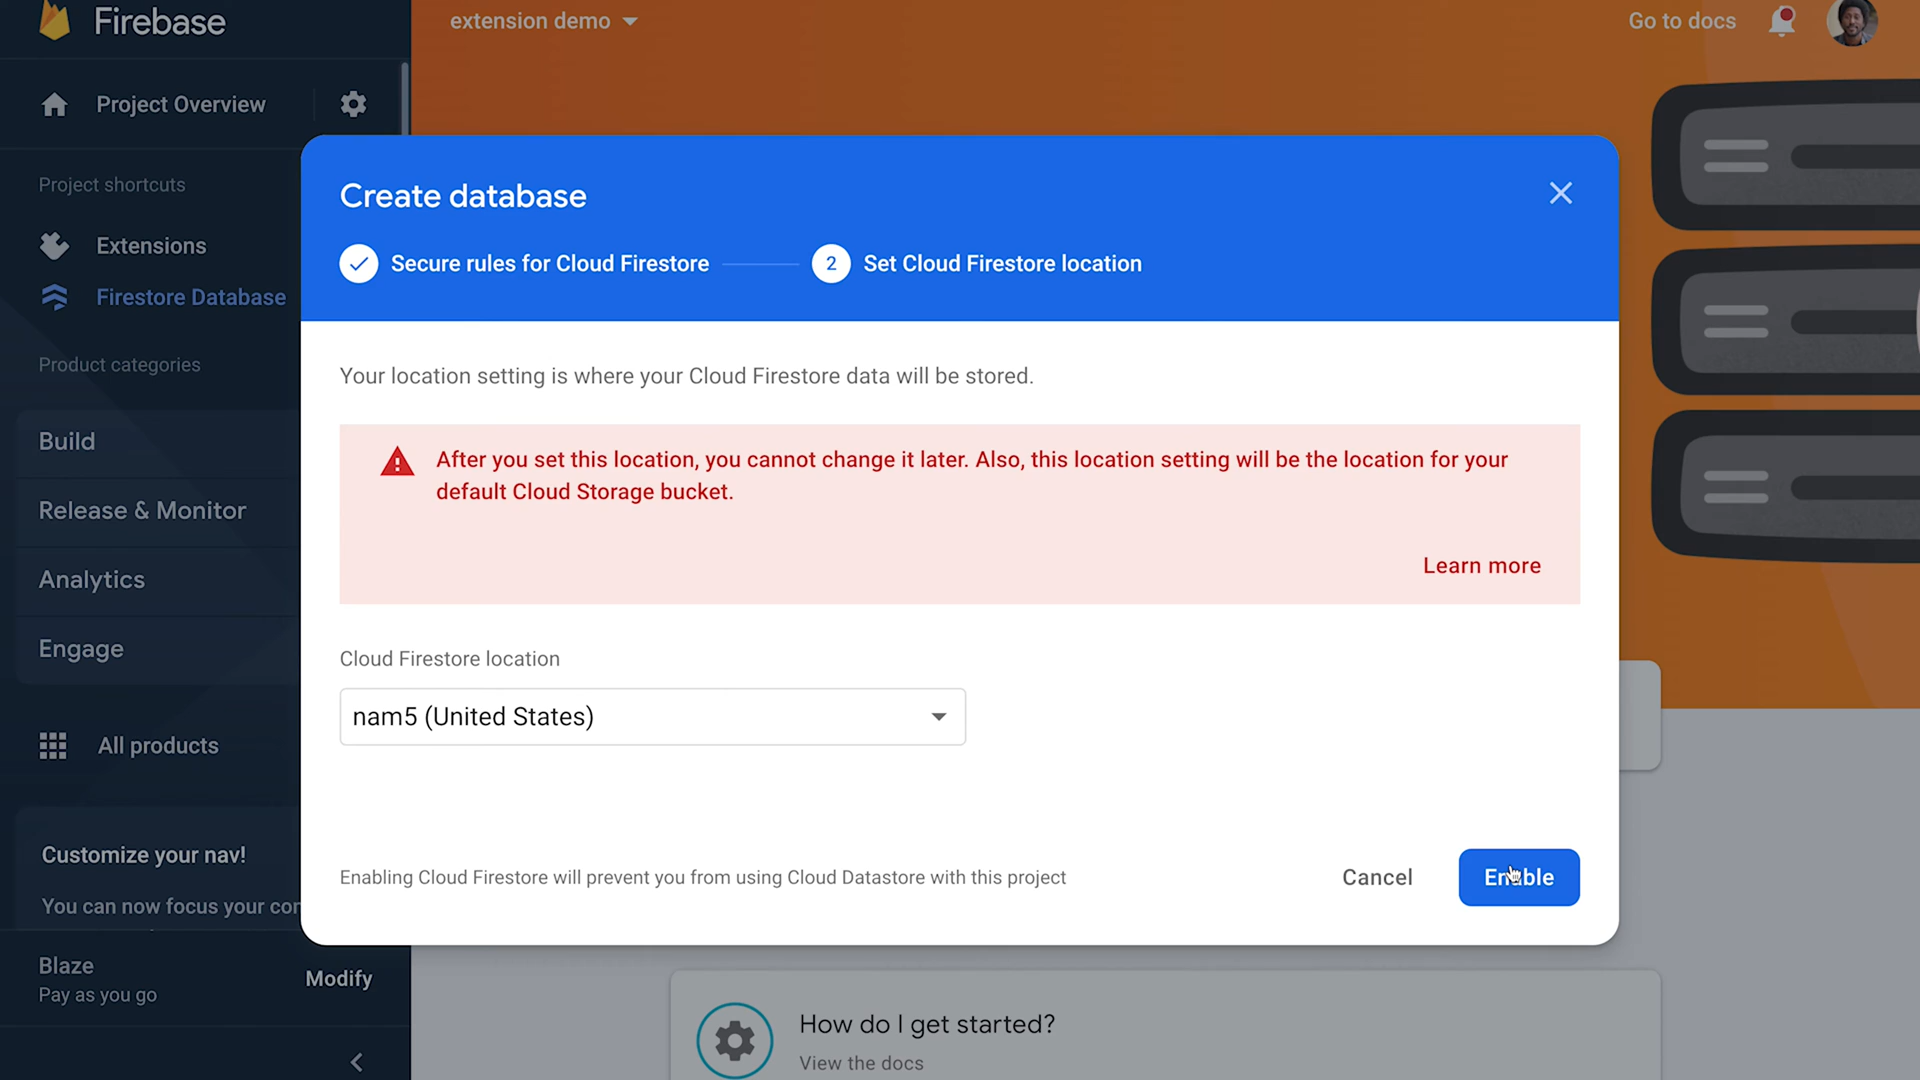 Firebase
extension demo
Go to docs
Project Overview
Project shortcuts
Extensions
Firestore Database
Product categories
Build
Release & Monitor
Analytics
Engage
All products
Customize your nav!
You can now focus your con
Blaze
Pay as you go
Modify
Create database
Secure rules for Cloud Firestore
2 Set Cloud Firestore location
Your location setting is where your Cloud Firestore data will be stored.
After you set this location, you cannot change it later. Also, this location setting will be the location for your
default Cloud Storage bucket.
Learn more
Cloud Firestore location
nam5 (United States)
Enabling Cloud Firestore will prevent you from using Cloud Datastore with this project
Cancel
Enable
How do I get started?
View the docs